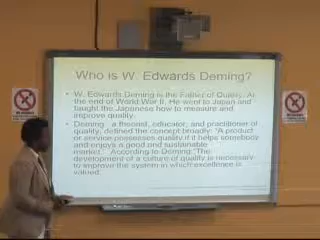 Who is W. Edwards Deming?
• W. Edwards Deming is the Father of Quality. At
the end of World War II, He went to Japan and
taught the Japanese how to measure and
improve quality.
• Deming, a theorist, educator, and practitioner of
quality, defined the concept broadly: "A product
or service possesses quality if it helps somebody
and enjoys a good and sustainable
market." According to Deming "The
development of a culture of quality is necessary
to improve the system in which excellence is
valued.